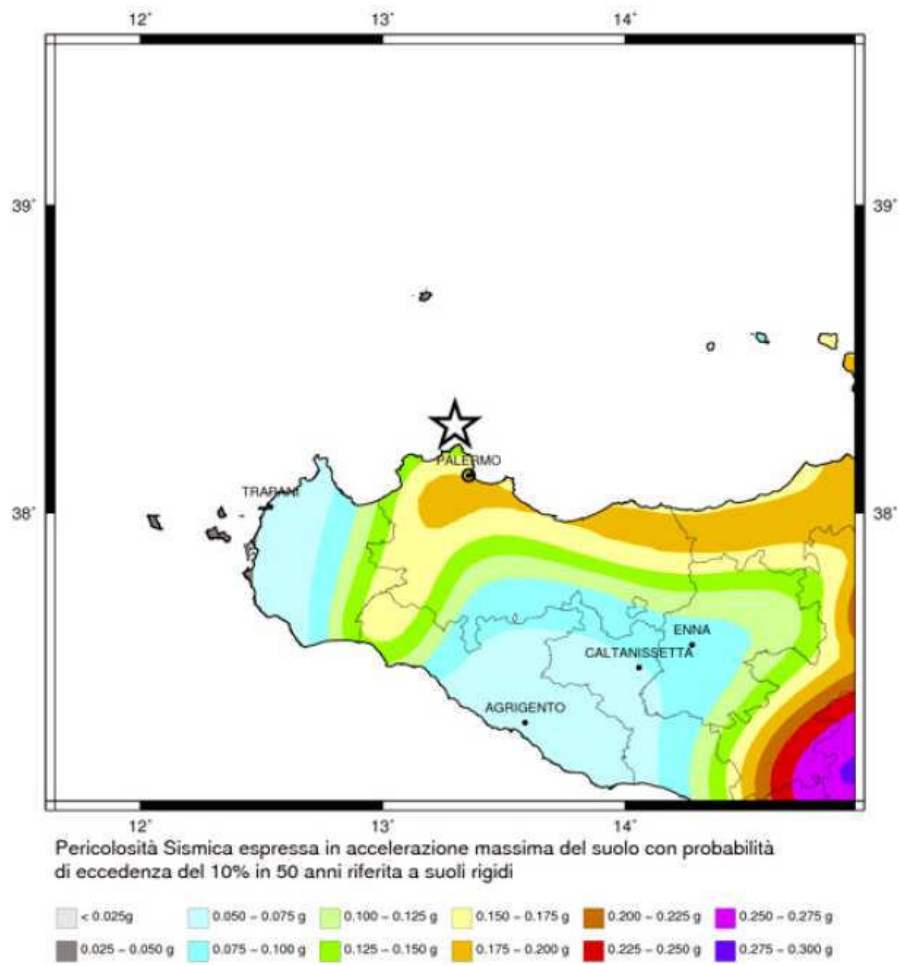 12° 13° 14°
39° 39°
PALERMO
TRAPANI
38° 38°
ENNA
CALTANISSETTA
AGRIGENTO
12° 13° 14°
Pericolosità Sismica espressa in accelerazione massima del suolo con probabilità
di eccedenza del 10% in 50 anni riferita a suoli rigidi
< 0.025g 0.050 – 0.075 g 0.100 – 0.125 g 0.150 – 0.175 g 0.200 – 0.225 g 0.250 – 0.275 g
0.025 – 0.050 g 0.075 – 0.100 g 0.125 – 0.150 g 0.175 – 0.200 g 0.225 – 0.250 g 0.275 – 0.300 g